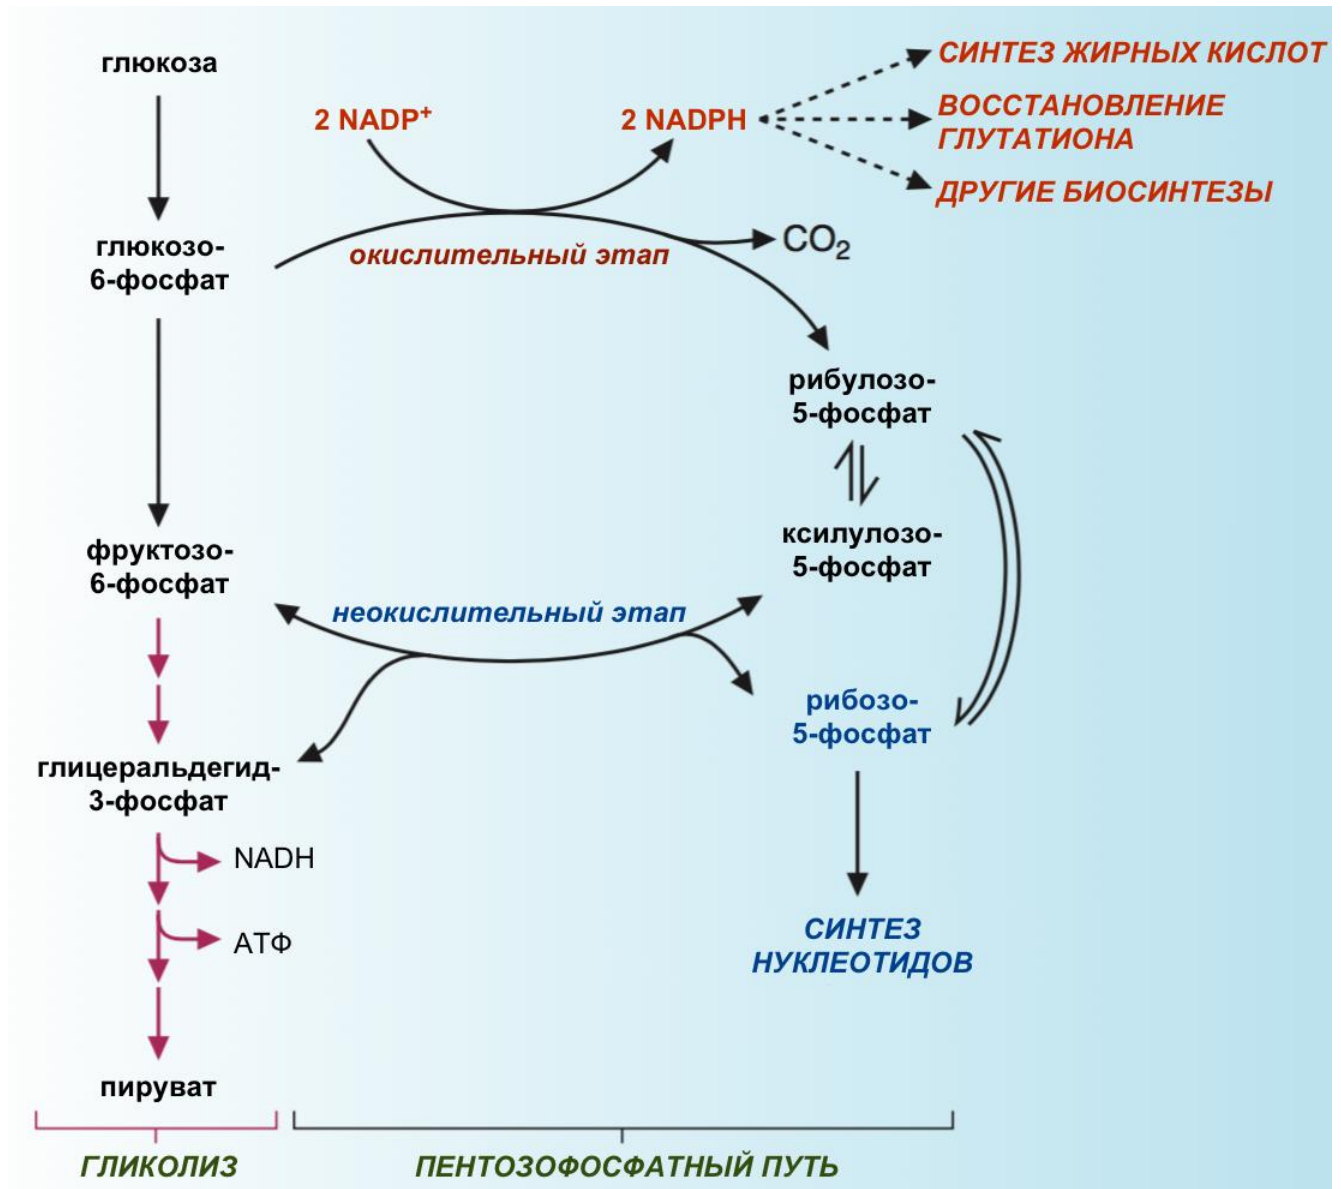 глюкоза
СИНТЕЗ ЖИРНЫХ КИСЛОТ
2 NADP⁺
2 NADPH
ВОССТАНОВЛЕНИЕ
ГЛУТАТИОНА
ДРУГИЕ БИОСИНТЕЗЫ
глюкозо-
6-фосфат
окислительный этап
CO₂
рибулозо-
5-фосфат
фруктозо-
6-фосфат
ксилулозо-
5-фосфат
неокислительный этап
рибозо-
5-фосфат
глицеральдегид-
3-фосфат
NADH
АТФ
СИНТЕЗ
НУКЛЕОТИДОВ
пируват
ГЛИКОЛИЗ
ПЕНТОЗОФОСФАТНЫЙ ПУТЬ